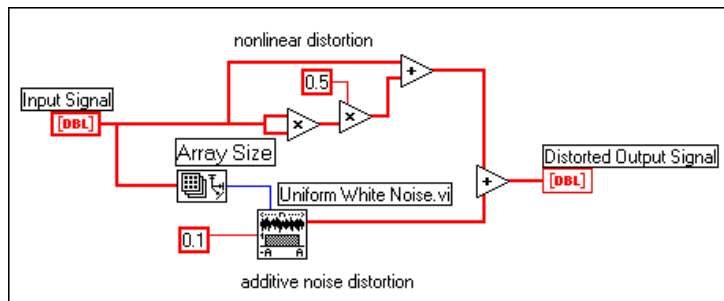 nonlinear distortion
+
0.5
Input Signal
[DBL]
x
x
Array Size
Distorted Output Signal
+
[DBL]
Uniform White Noise.vi
0.1
-A A
additive noise distortion